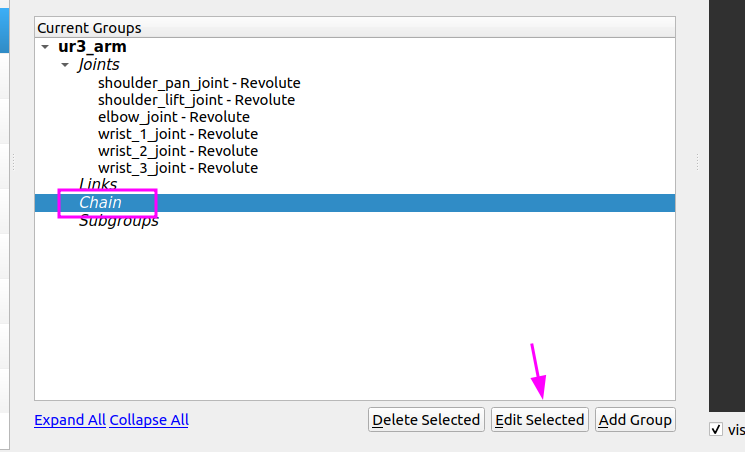 Current Groups
ur3_arm
Joints
shoulder_pan_joint - Revolute
shoulder_lift_joint - Revolute
elbow_joint - Revolute
wrist_1_joint - Revolute
wrist_2_joint - Revolute
wrist_3_joint - Revolute
Links
Chain
Subgroups
Expand All Collapse All Delete Selected Edit Selected Add Group
vis